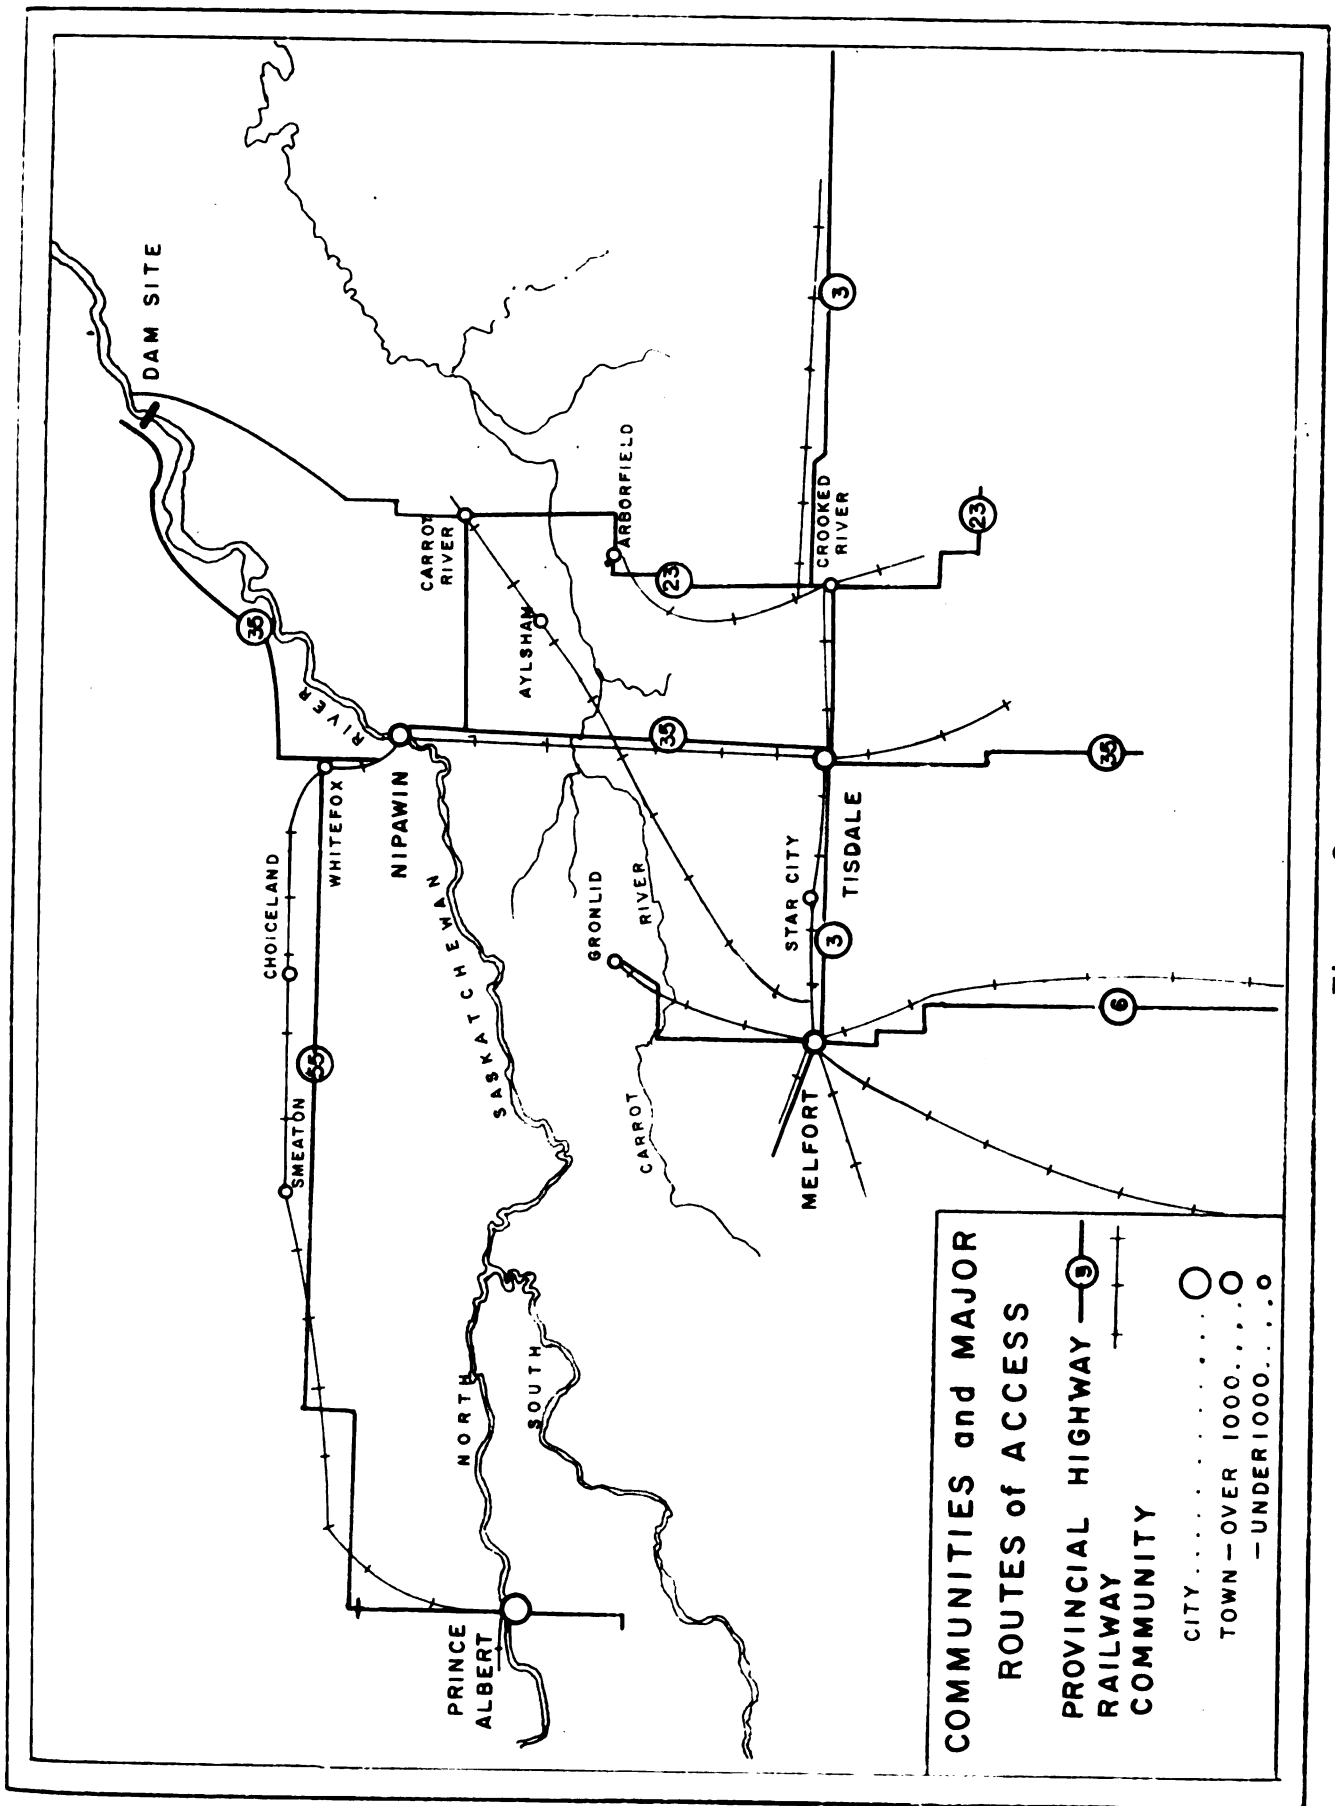 DAM SITE
35
RIVER
CARROT
RIVER
ARBORFIELD
23
AYLSHAM
CROOKED
RIVER
3
23
WHITEFOX
NIPAWIN
35
35
CHOICELAND
55
SMEATON
SASKATCHEWAN
GRONLID
RIVER
CARROT
STAR CITY
3
TISDALE
6
MELFORT
NORTH
SOUTH
PRINCE
ALBERT
COMMUNITIES and MAJOR
ROUTES of ACCESS
PROVINCIAL HIGHWAY 3
RAILWAY
COMMUNITY
CITY..........
TOWN-OVER 1000....
-UNDER 1000....